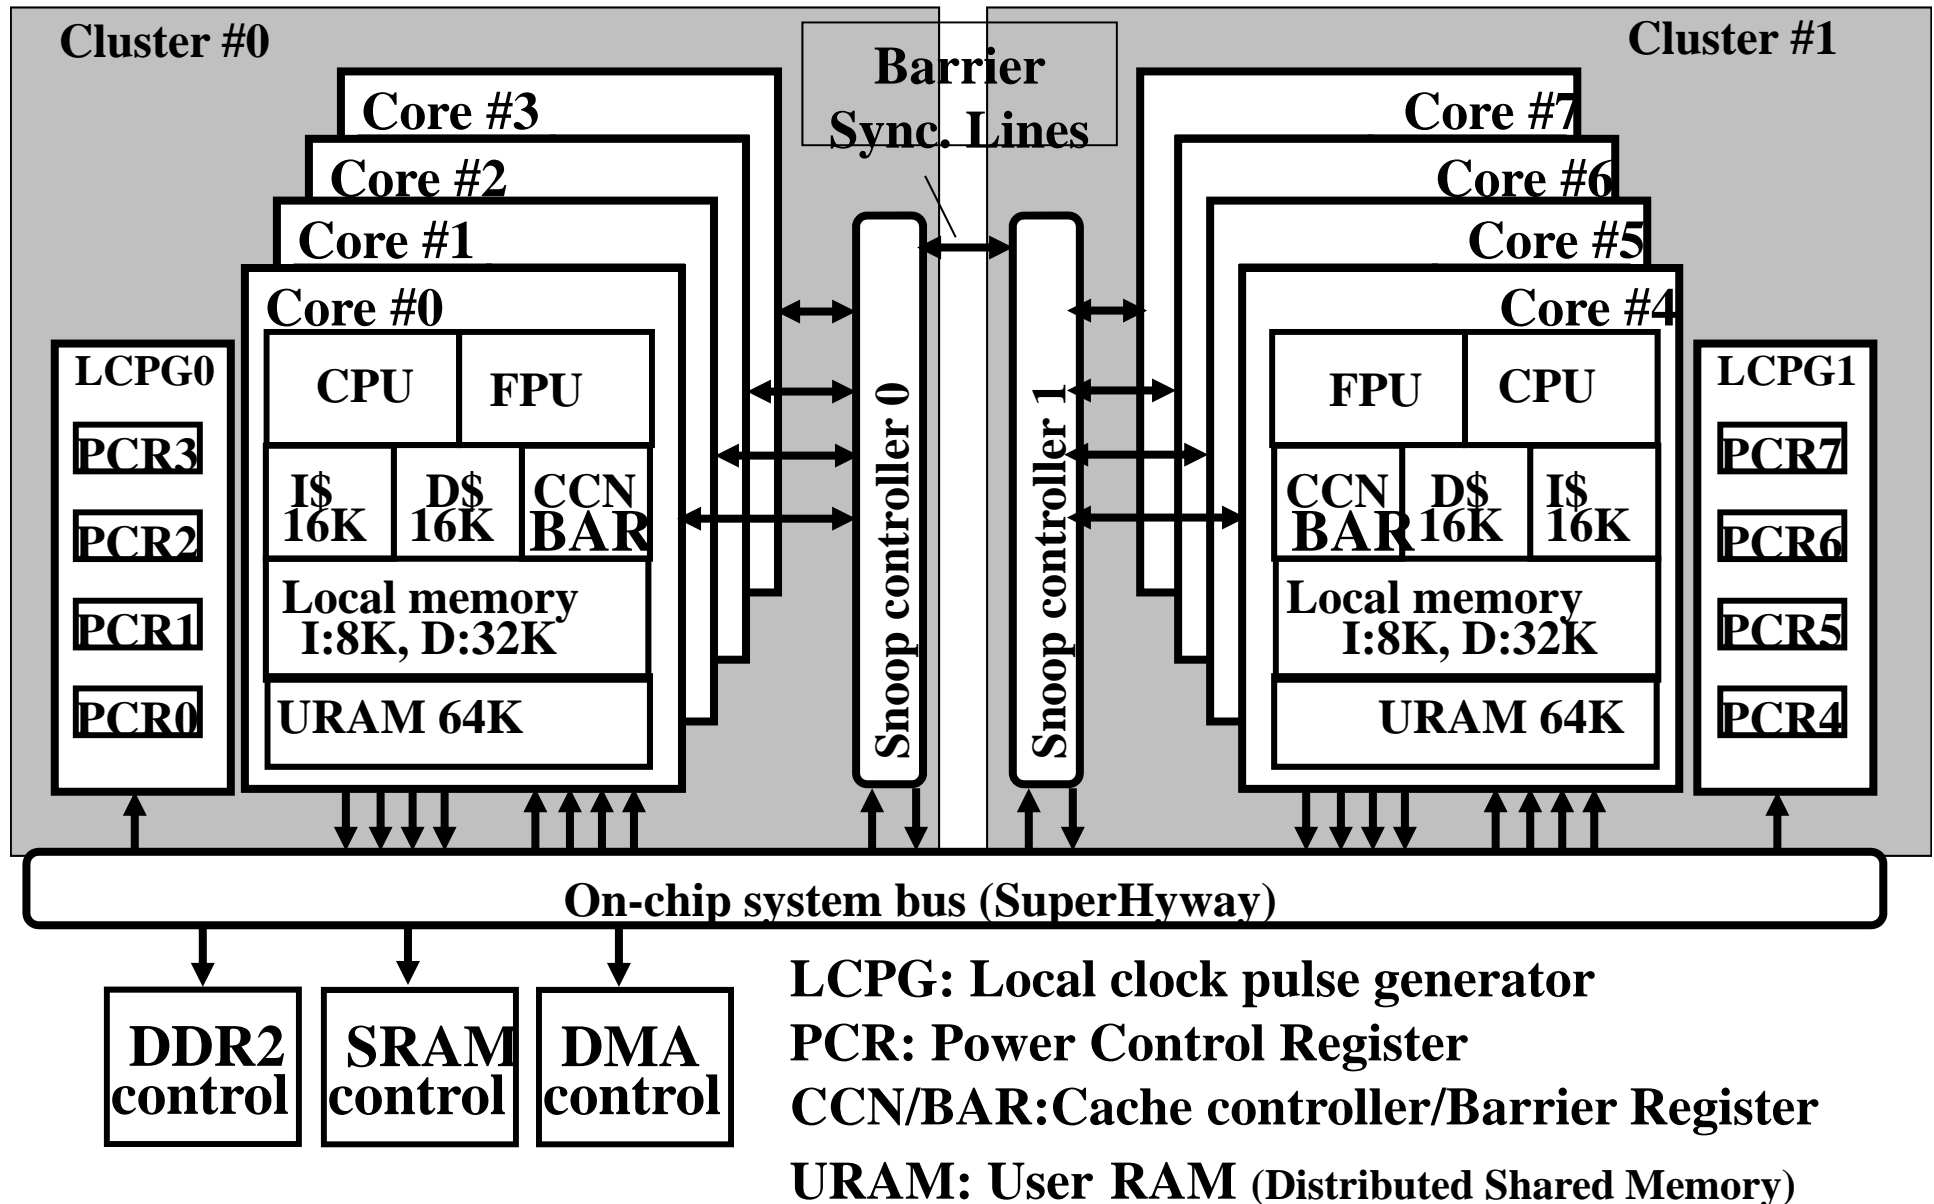 Cluster #0
Barrier
Sync. Lines
Cluster #1
Core #3
Core #2
Core #1
Core #0
CPU
FPU
I$
16K
D$
16K
CCN
BAR
Local memory
I:8K, D:32K
URAM 64K
LCPG0
PCR3
PCR2
PCR1
PCR0
Snoop controller 0
Snoop controller 1
Core #7
Core #6
Core #5
Core #4
FPU
CPU
CCN
BAR
D$
16K
I$
16K
Local memory
I:8K, D:32K
URAM 64K
LCPG1
PCR7
PCR6
PCR5
PCR4
On-chip system bus (SuperHyway)
DDR2
control
SRAM
control
DMA
control
LCPG: Local clock pulse generator
PCR: Power Control Register
CCN/BAR:Cache controller/Barrier Register
URAM: User RAM (Distributed Shared Memory)